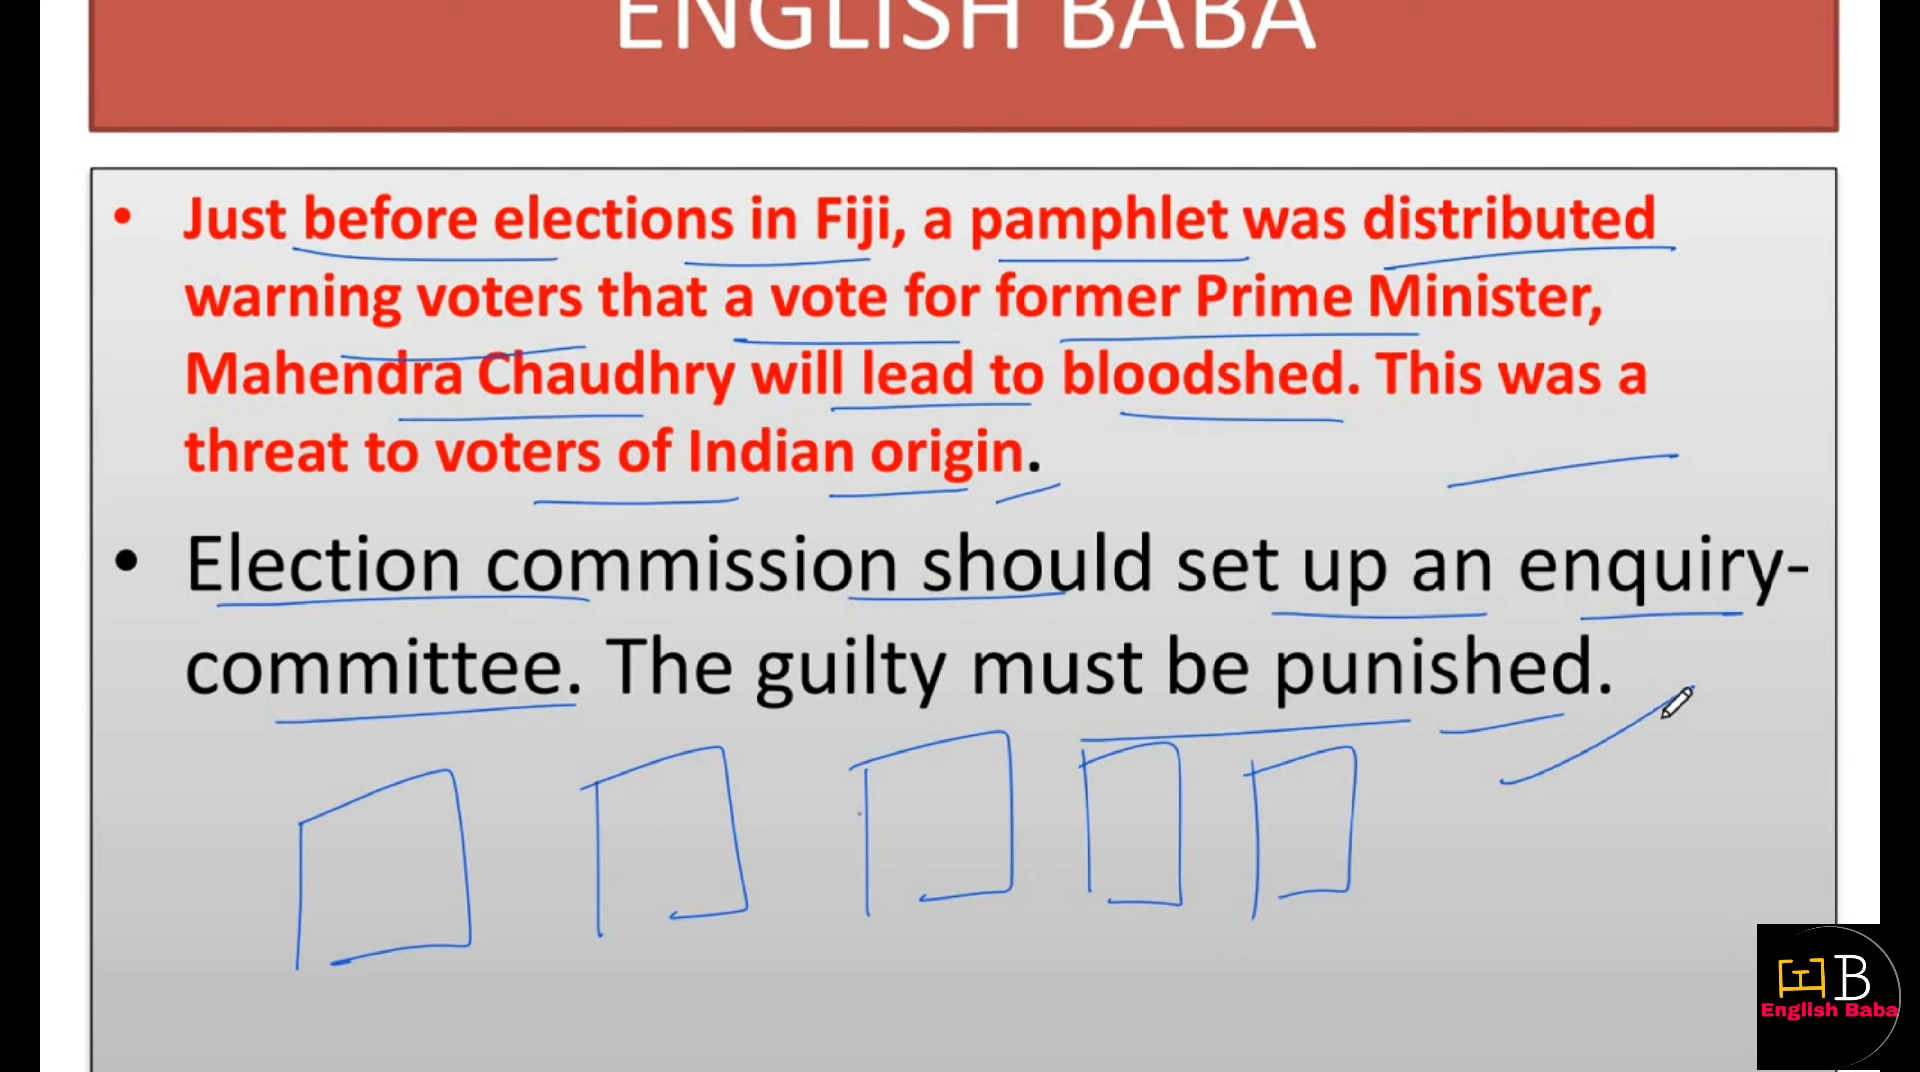 ENGLISH BABA
• Just before elections in Fiji, a pamphlet was distributed
warning voters that a vote for former Prime Minister,
Mahendra Chaudhry will lead to bloodshed. This was a
threat to voters of Indian origin.
• Election commission should set up an enquiry-
committee. The guilty must be punished.
B
English Baba